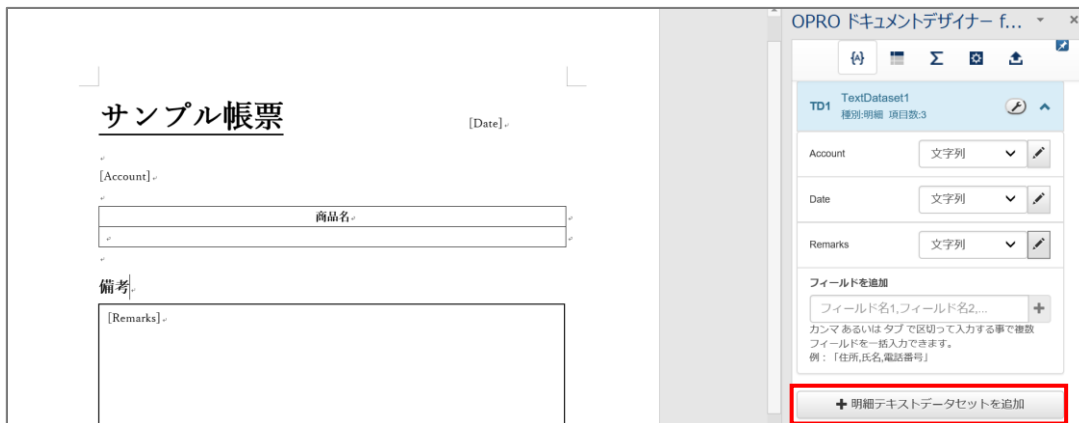 OPRO ドキュメントデザイナー f...
サンプル帳票
[Date]
[Account]
商品名
備考
[Remarks]
{A}
Σ
TD1
TextDataset1
種別:明細 項目数:3
Account
文字列
Date
文字列
Remarks
文字列
フィールドを追加
フィールド名1,フィールド名2,...
カンマ あるいは タブ で区切って入力する事で複数
フィールドを一括入力できます。
例：「住所,氏名,電話番号」
明細テキストデータセットを追加